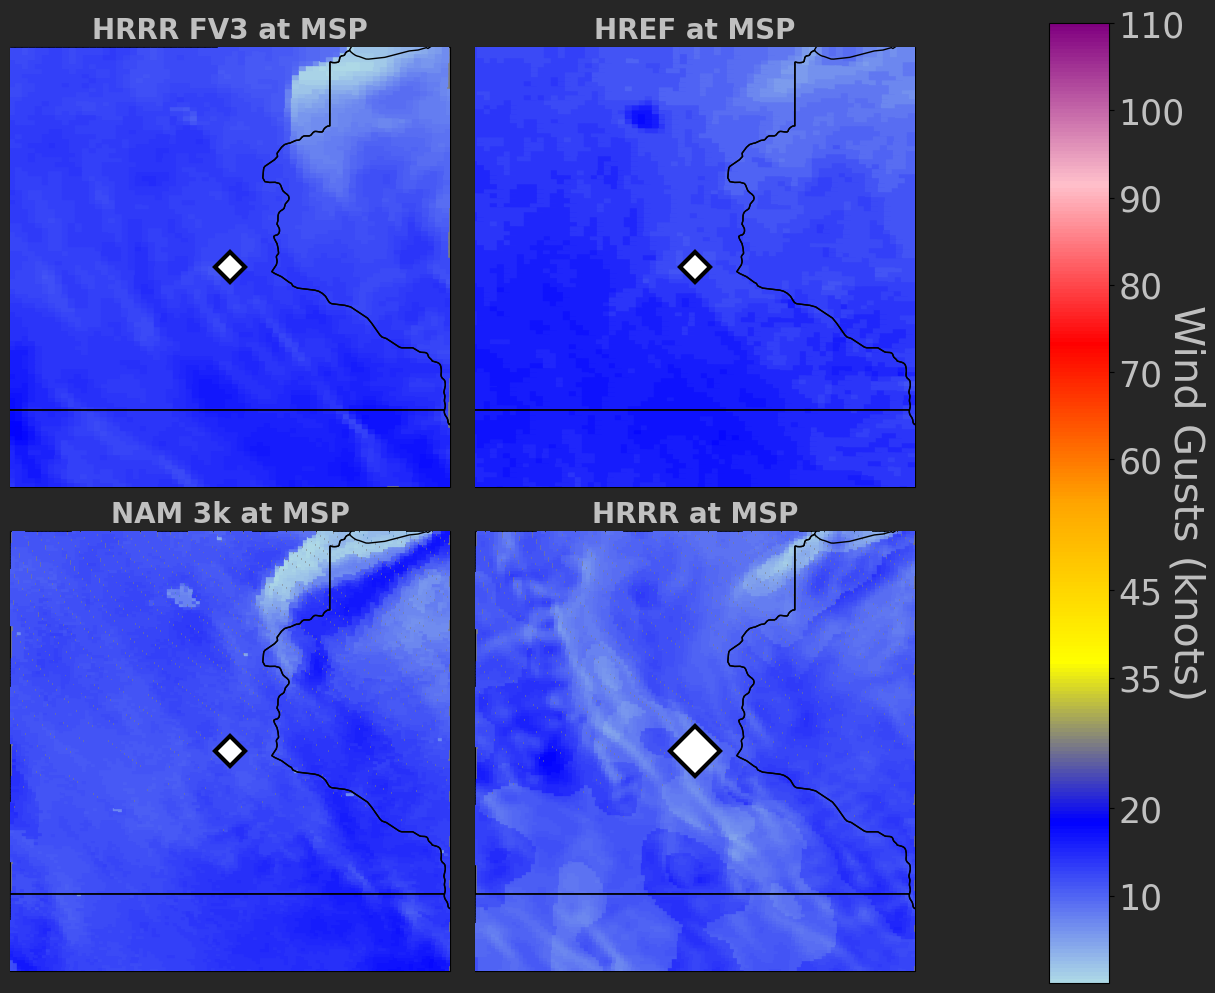 HRRR FV3 at MSP
HREF at MSP
NAM 3k at MSP
HRRR at MSP
110
100
90
80
70
60
45
35
20
10
Wind Gusts (knots)